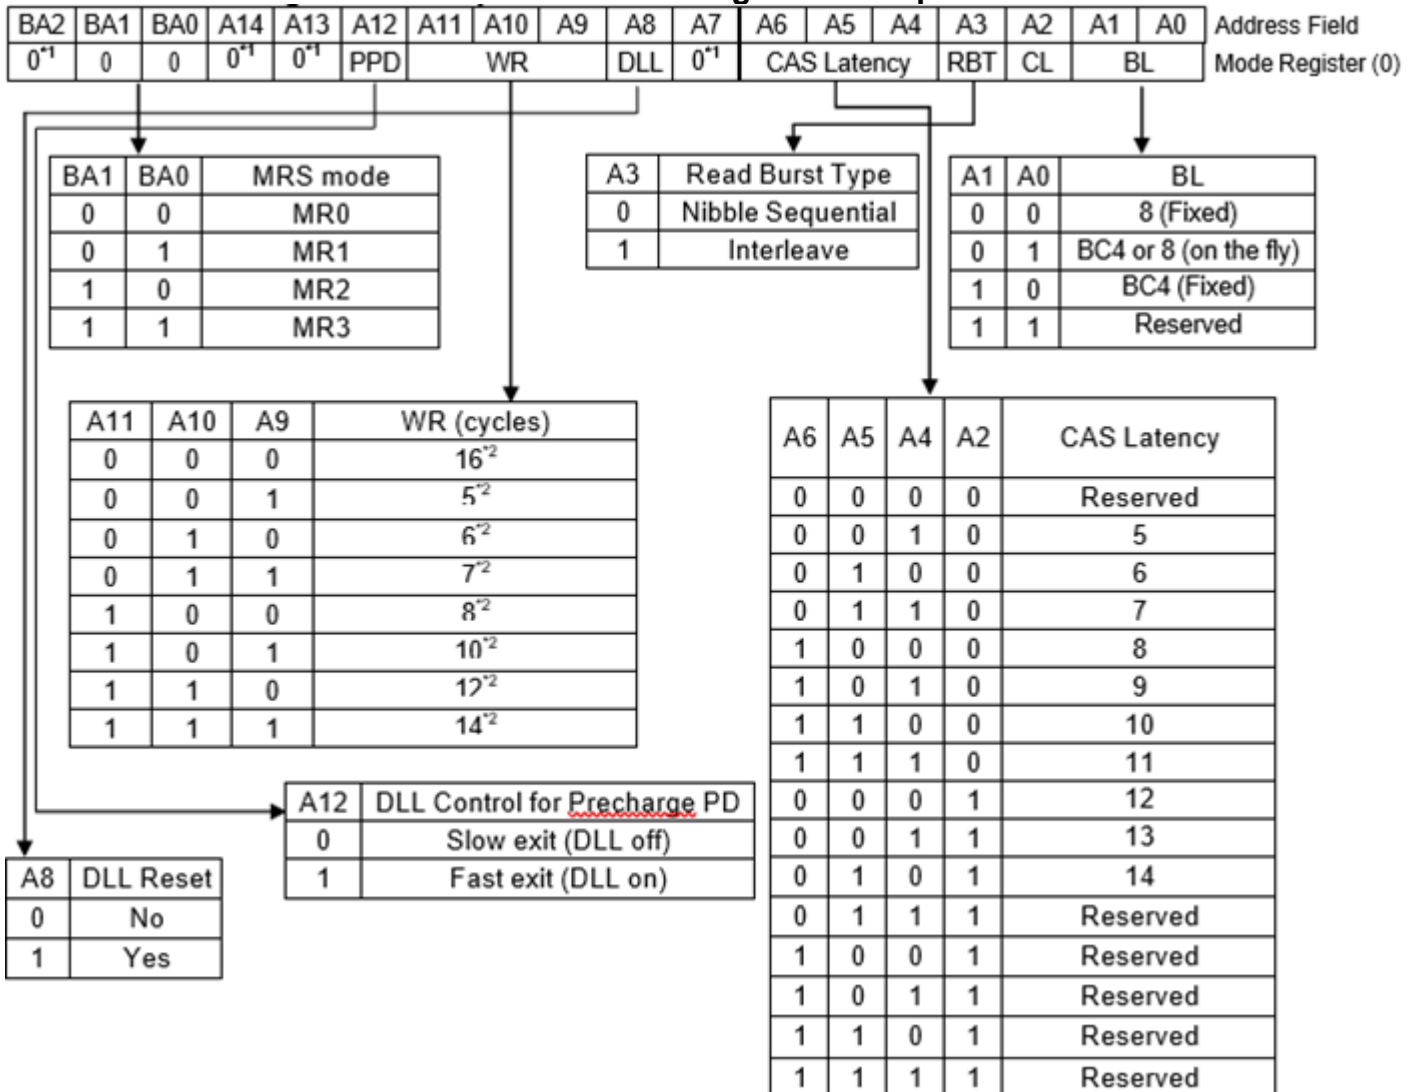 BA2 BA1 BA0 A14 A13 A12 A11 A10 A9 A8 A7 A6 A5 A4 A3 A2 A1 A0 Address Field
0*1 0 0 0*1 0*1 PPD WR DLL 0*1 CAS Latency RBT CL BL Mode Register (0)
BA1 BA0 MRS mode
0 0 MR0
0 1 MR1
1 0 MR2
1 1 MR3
A3 Read Burst Type
0 Nibble Sequential
1 Interleave
A1 A0 BL
0 0 8 (Fixed)
0 1 BC4 or 8 (on the fly)
1 0 BC4 (Fixed)
1 1 Reserved
A11 A10 A9 WR (cycles)
0 0 0 16*2
0 0 1 5*2
0 1 0 6*2
0 1 1 7*2
1 0 0 8*2
1 0 1 10*2
1 1 0 12*2
1 1 1 14*2
A6 A5 A4 A2 CAS Latency
0 0 0 0 Reserved
0 0 1 0 5
0 1 0 0 6
0 1 1 0 7
1 0 0 0 8
1 0 1 0 9
1 1 0 0 10
1 1 1 0 11
0 0 0 1 12
0 0 1 1 13
0 1 0 1 14
0 1 1 1 Reserved
1 0 0 1 Reserved
1 0 1 1 Reserved
1 1 0 1 Reserved
1 1 1 1 Reserved
A12 DLL Control for Precharge PD
0 Slow exit (DLL off)
1 Fast exit (DLL on)
A8 DLL Reset
0 No
1 Yes